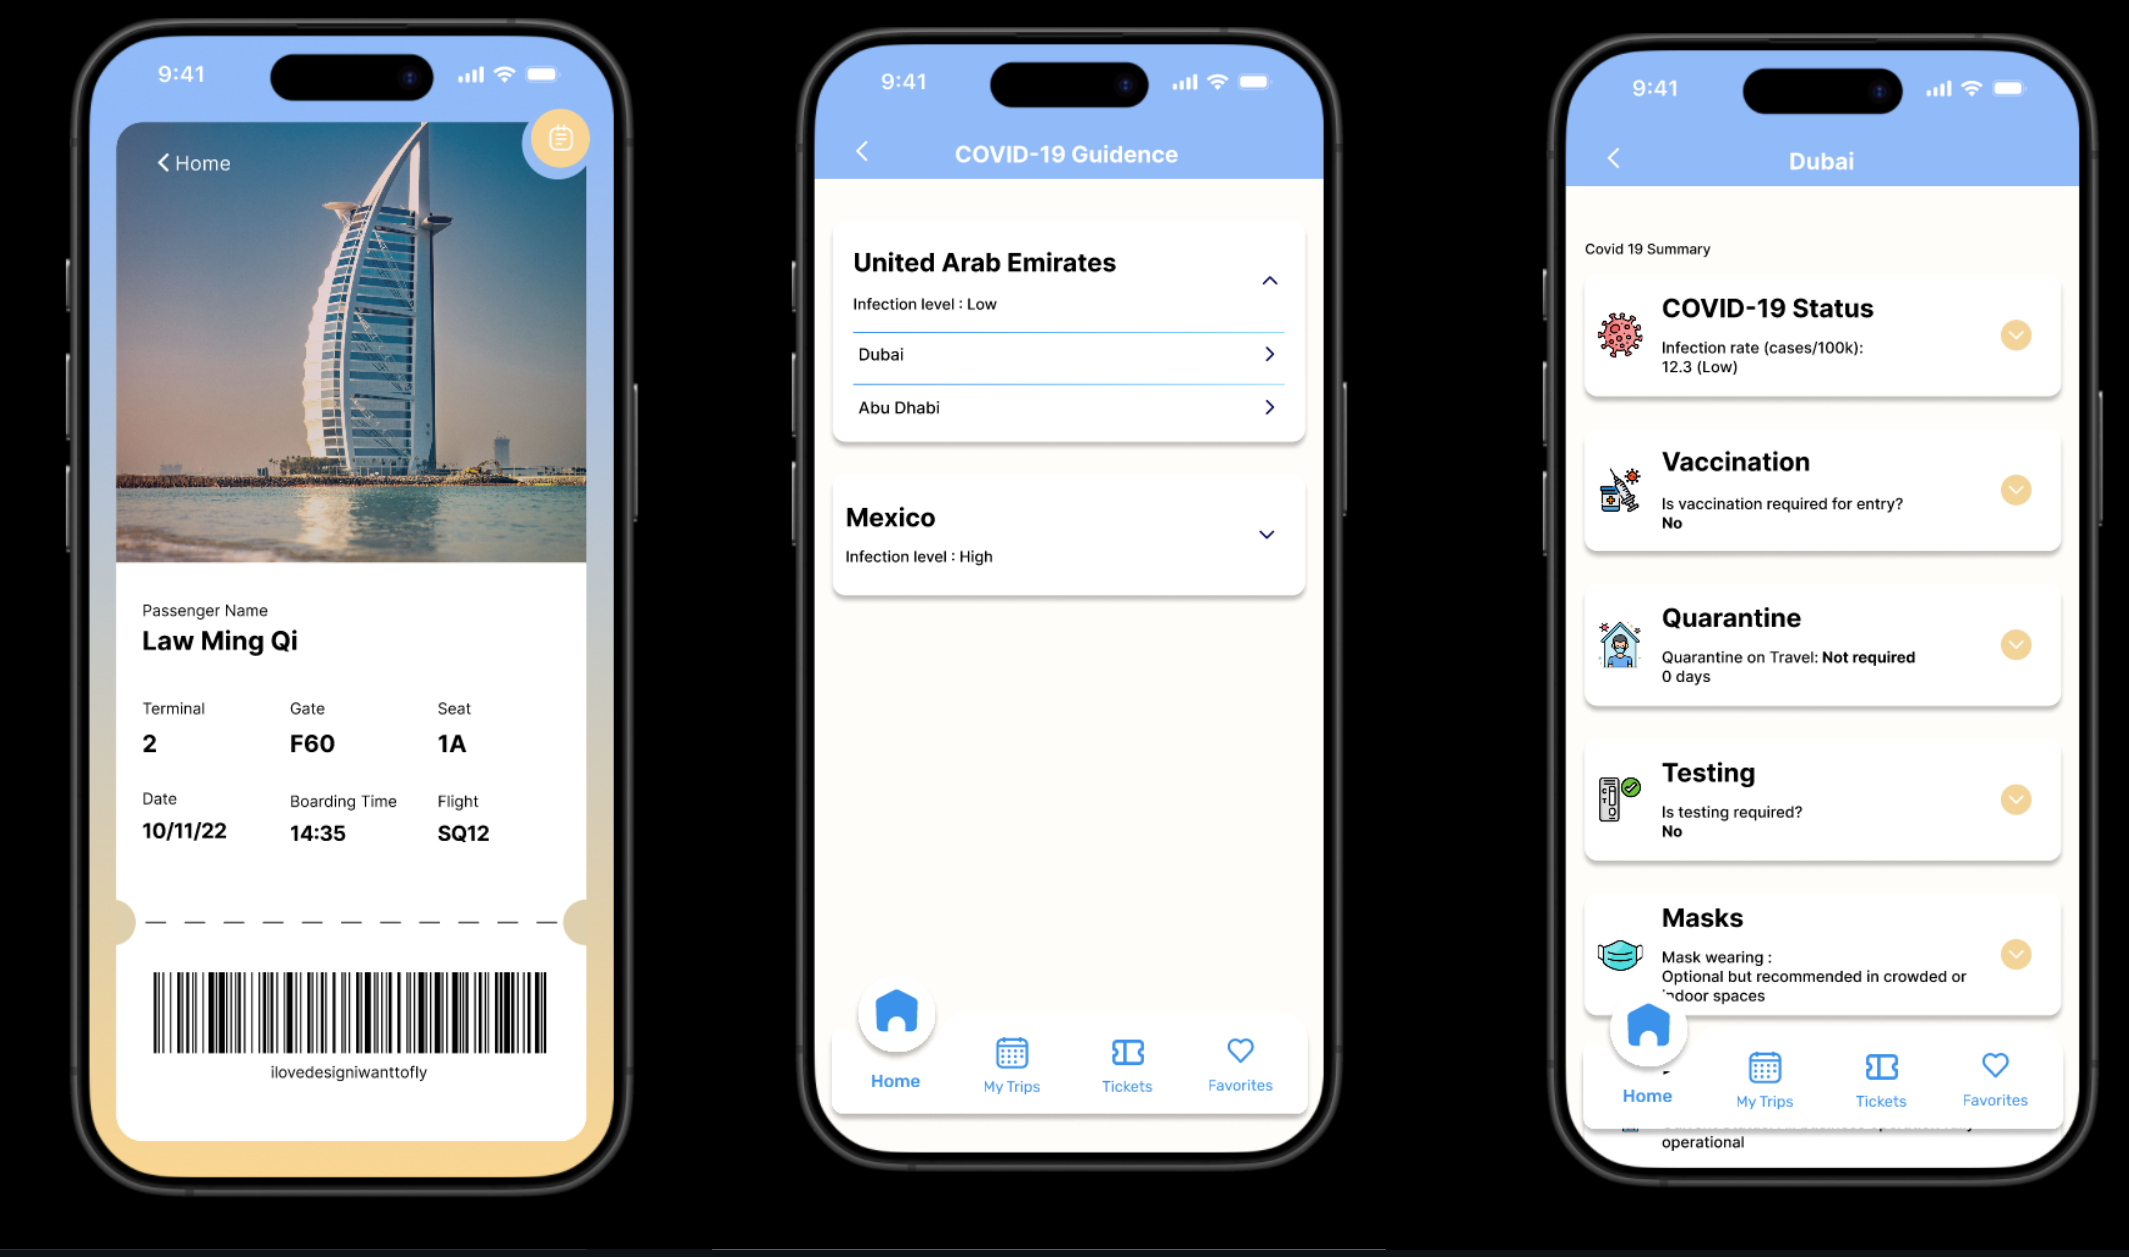 9:41
Home
Passenger Name
Law Ming Qi
Terminal Gate Seat
2 F60 1A
Date Boarding Time Flight
10/11/22 14:35 SQ12
ilovedesigniwanttofly
9:41
COVID-19 Guidence
United Arab Emirates
Infection level : Low
Dubai
Abu Dhabi
Mexico
Infection level : High
Home My Trips Tickets Favorites
9:41
Dubai
Covid 19 Summary
COVID-19 Status
Infection rate (cases/100k):
12.3 (Low)
Vaccination
Is vaccination required for entry?
No
Quarantine
Quarantine on Travel: Not required
0 days
Testing
Is testing required?
No
Masks
Mask wearing :
Optional but recommended in crowded or
indoor spaces
Home My Trips Tickets Favorites
operational